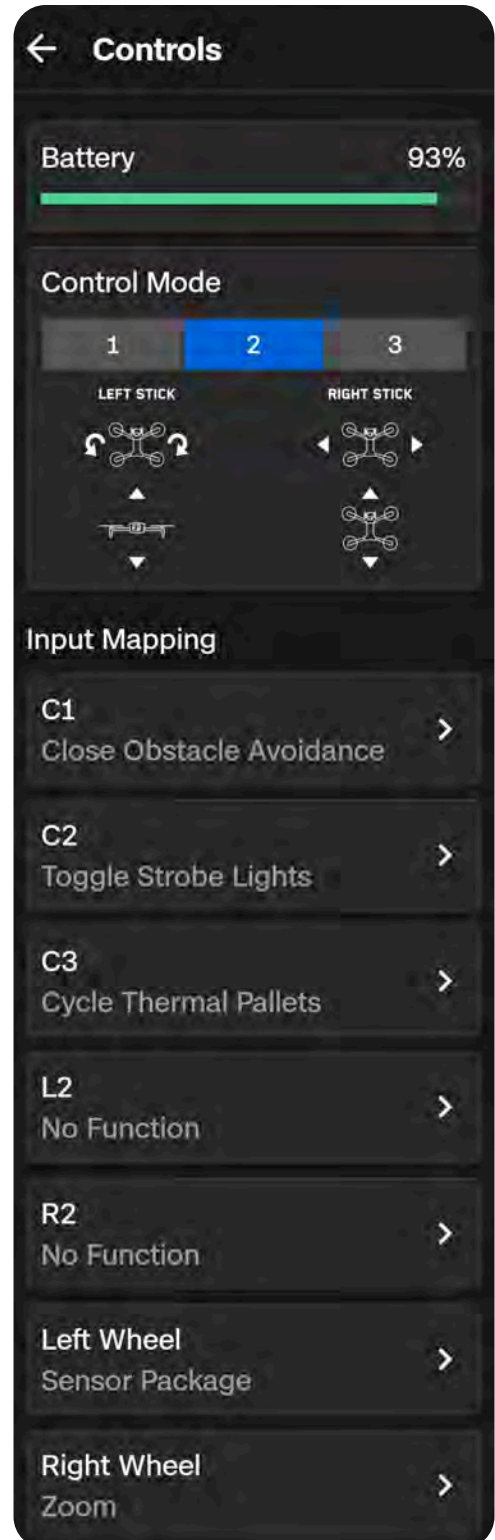 Controls
Battery 93%
Control Mode
1 2 3
LEFT STICK RIGHT STICK
Input Mapping
C1
Close Obstacle Avoidance
C2
Toggle Strobe Lights
C3
Cycle Thermal Pallets
L2
No Function
R2
No Function
Left Wheel
Sensor Package
Right Wheel
Zoom